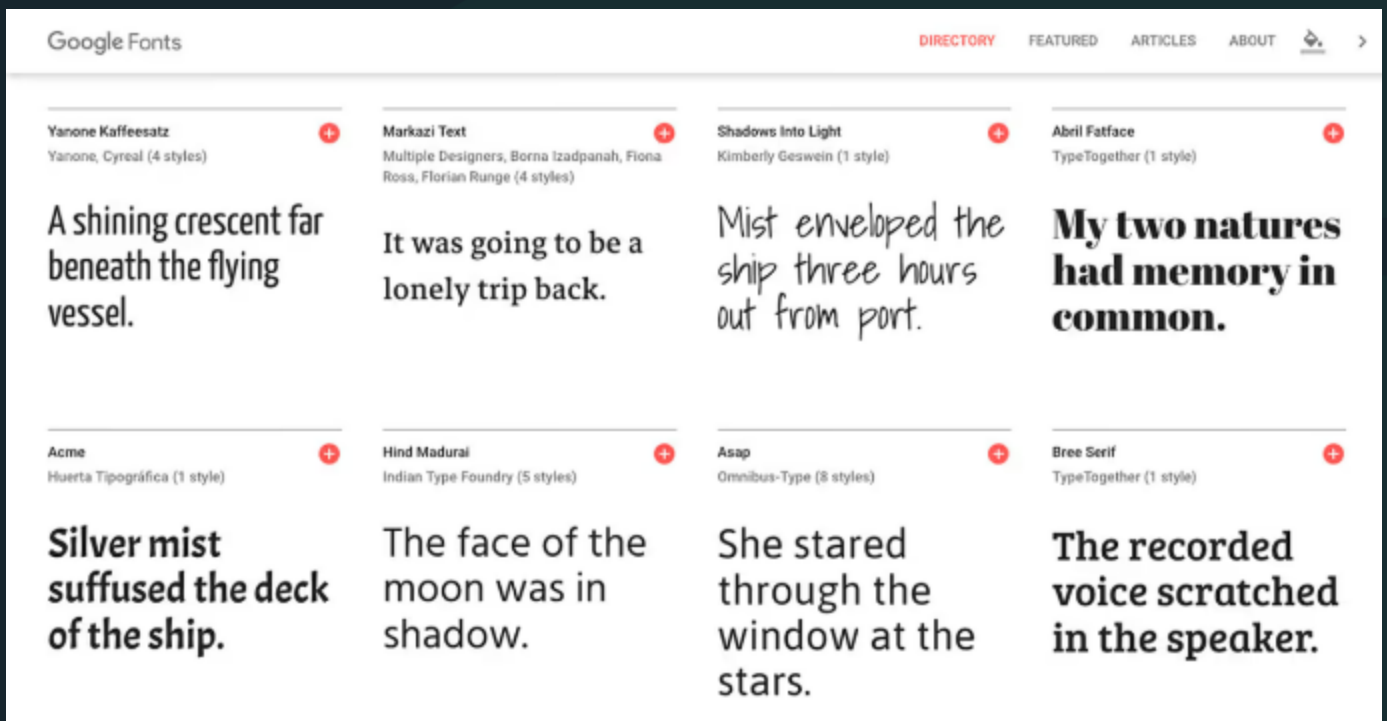 Google Fonts
DIRECTORY FEATURED ARTICLES ABOUT
Yanone Kaffeesatz
Yanone, Cyreal (4 styles)
A shining crescent far
beneath the flying
vessel.
Markazi Text
Multiple Designers, Borna Izadpanah, Fiona
Ross, Florian Runge (4 styles)
It was going to be a
lonely trip back.
Shadows Into Light
Kimberly Geswein (1 style)
Mist enveloped the
ship three hours
out from port.
Abril Fatface
TypeTogether (1 style)
My two natures
had memory in
common.
Acme
Huerta Tipográfica (1 style)
Silver mist
suffused the deck
of the ship.
Hind Madurai
Indian Type Foundry (5 styles)
The face of the
moon was in
shadow.
Asap
Omnibus-Type (8 styles)
She stared
through the
window at the
stars.
Bree Serif
TypeTogether (1 style)
The recorded
voice scratched
in the speaker.